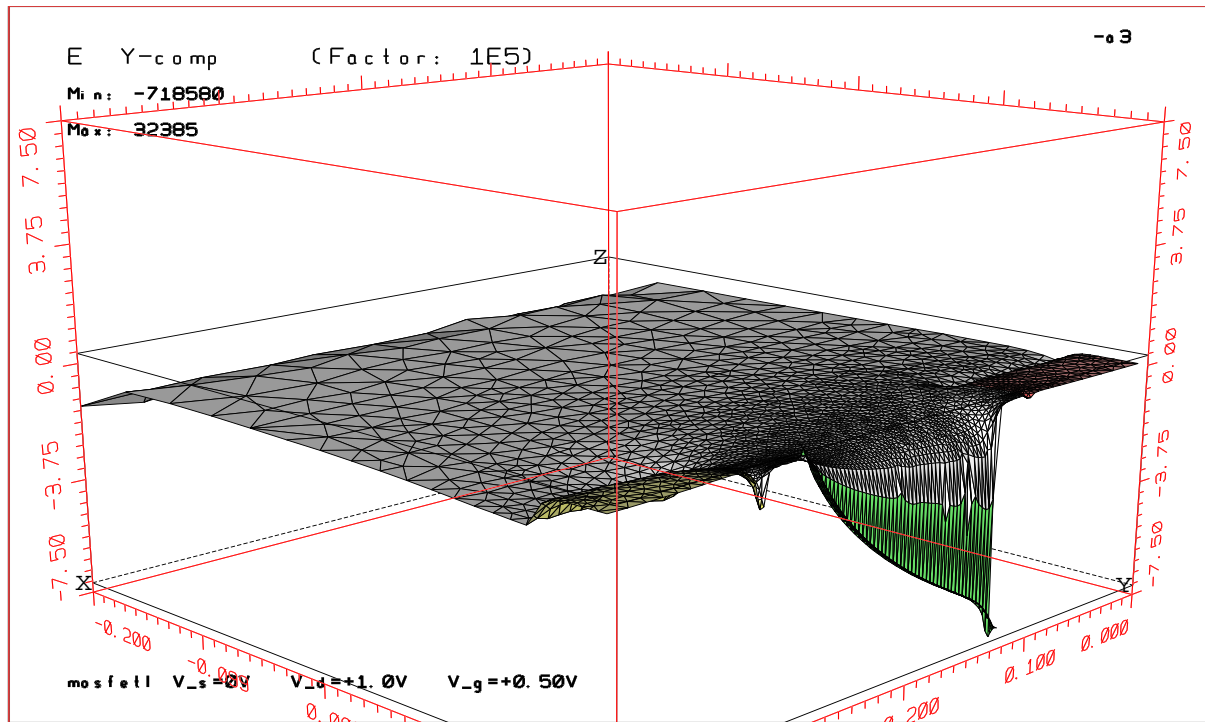 -a3
E Y-comp (Factor: 1E5)
Min: -718580
Max: 32385
7.50
3.75
0.00
-3.75
-7.50
7.50
3.75
0.00
-3.75
-7.50
Z
X
Y
-0.200
0.000
0.100
0.200
mosfet1 V_s=0V V_d=+1.0V V_g=+0.50V